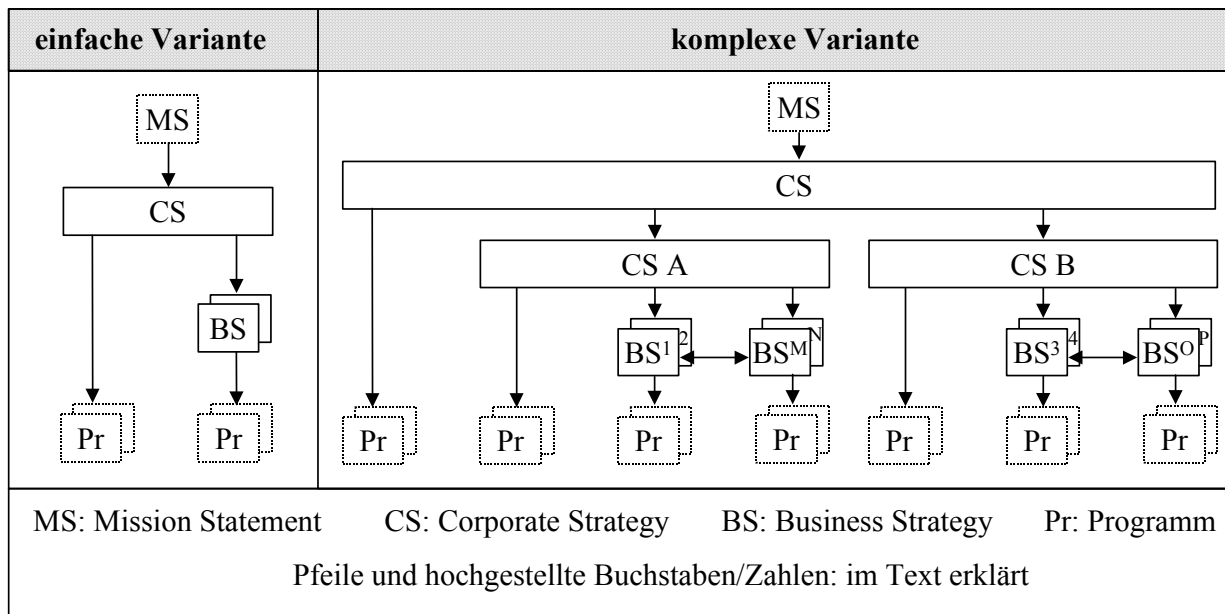 einfache Variante
komplexe Variante
MS
CS
BS
Pr Pr
MS
CS
CS A CS B
BS¹ 2 BSᴹ N BS³ 4 BSᴼ P
Pr Pr Pr Pr Pr Pr Pr
MS: Mission Statement CS: Corporate Strategy BS: Business Strategy Pr: Programm
Pfeile und hochgestellte Buchstaben/Zahlen: im Text erklärt